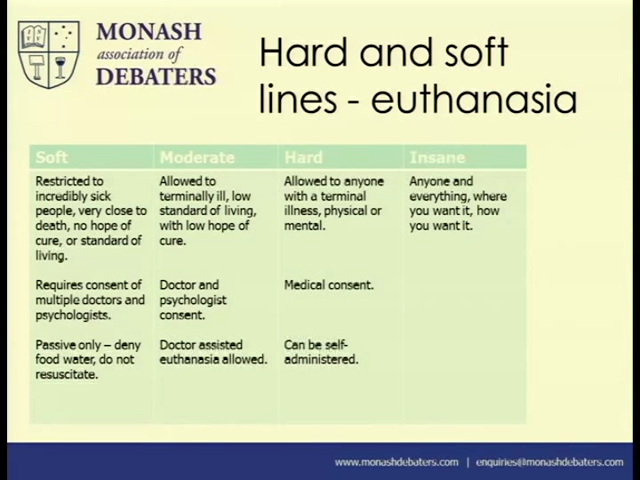 MONASH
association of
DEBATERS
Hard and soft
lines - euthanasia
Soft
Restricted to
incredibly sick
people, very close to
death, no hope of
cure, or standard of
living.
Requires consent of
multiple doctors and
psychologists.
Passive only – deny
food water, do not
resuscitate.
Moderate
Allowed to
terminally ill, low
standard of living,
with low hope of
cure.
Doctor and
psychologist
consent.
Doctor assisted
euthanasia allowed.
Hard
Allowed to anyone
with a terminal
illness, physical or
mental.
Medical consent.
Can be self-
administered.
Insane
Anyone and
everything, where
you want it, how
you want it.
www.monashdebaters.com | enquiries@monashdebaters.com